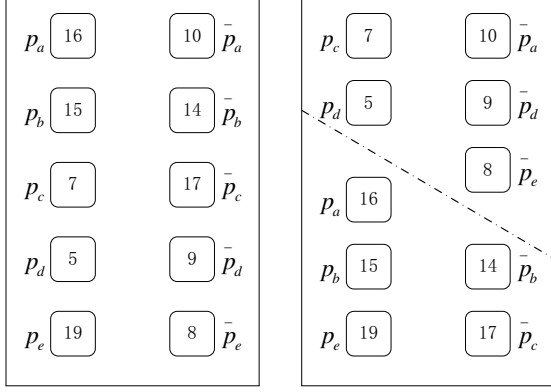 p_a 16 10 p̄_a
p_b 15 14 p̄_b
p_c 7 17 p̄_c
p_d 5 9 p̄_d
p_e 19 8 p̄_e
p_c 7 10 p̄_a
p_d 5 9 p̄_d
8 p̄_e
p_a 16
p_b 15 14 p̄_b
p_e 19 17 p̄_c